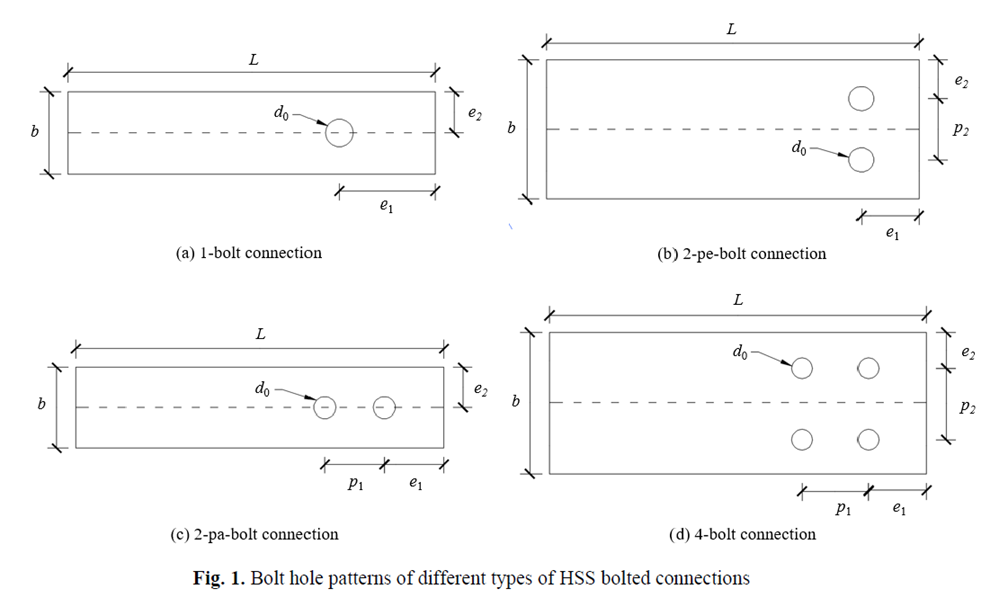 L
b
d₀
e₂
e₁
(a) 1-bolt connection
L
b
d₀
e₂
p₂
e₁
(b) 2-pe-bolt connection
L
b
d₀
e₂
p₁
e₁
(c) 2-pa-bolt connection
L
b
d₀
e₂
p₂
p₁
e₁
(d) 4-bolt connection
Fig. 1. Bolt hole patterns of different types of HSS bolted connections